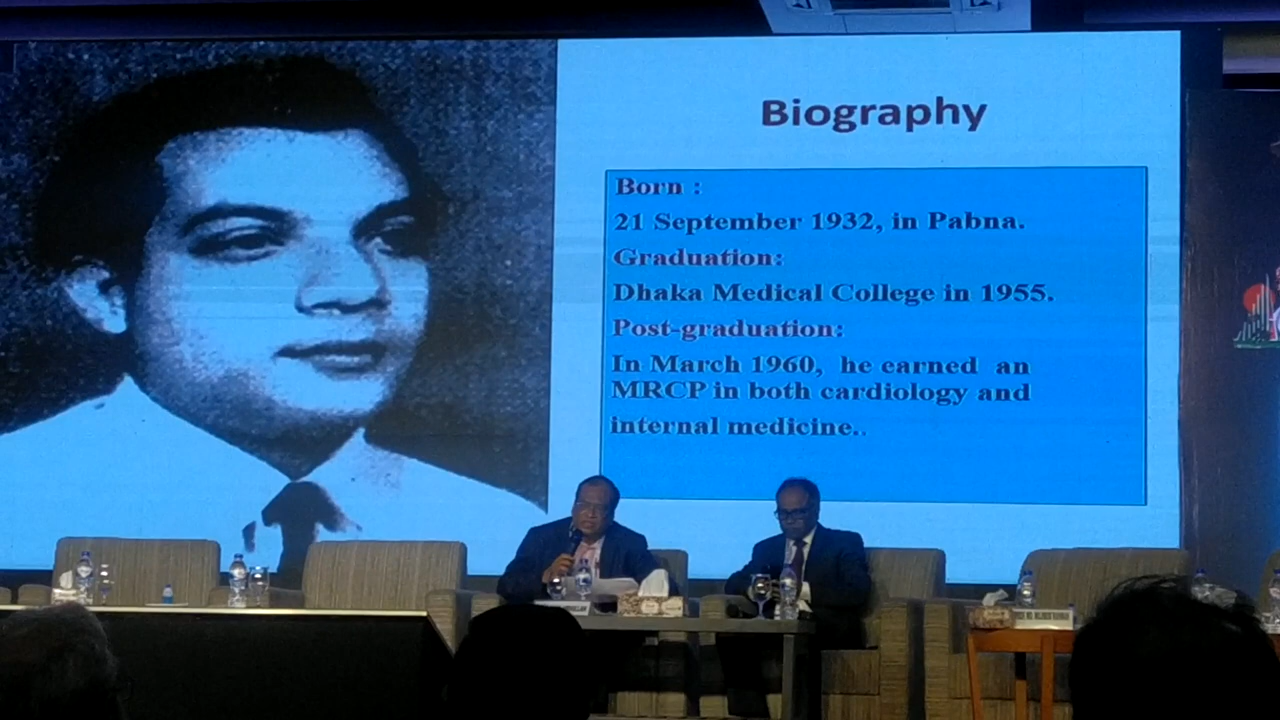 Biography
Born :
21 September 1932, in Pabna.
Graduation:
Dhaka Medical College in 1955.
Post-graduation:
In March 1960, he earned an
MRCP in both cardiology and
internal medicine..